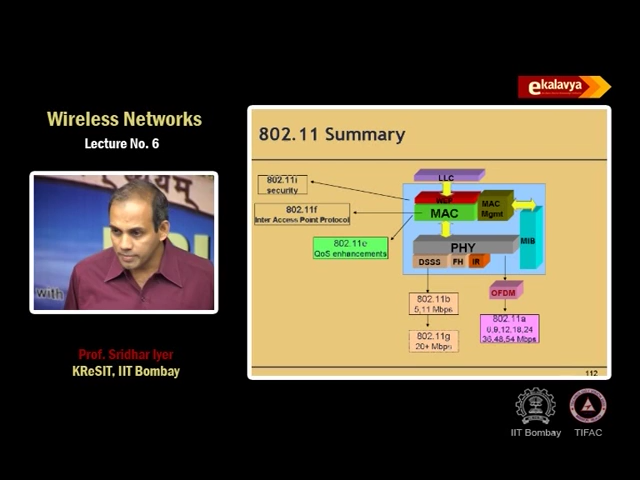 ekalavya
Wireless Networks
Lecture No. 6
with
Prof. Sridhar Iyer
KReSIT, IIT Bombay
802.11 Summary
LLC
802.11i
security
WEP
MAC
MAC
Mgmt
802.11f
Inter Access Point Protocol
802.11e
QoS enhancements
PHY
MIB
DSSS
FH
IR
OFDM
802.11b
5,11 Mbps
802.11a
6,9,12,18,24
36,48,54 Mbps
802.11g
20+ Mbps
112
IIT Bombay
TIFAC